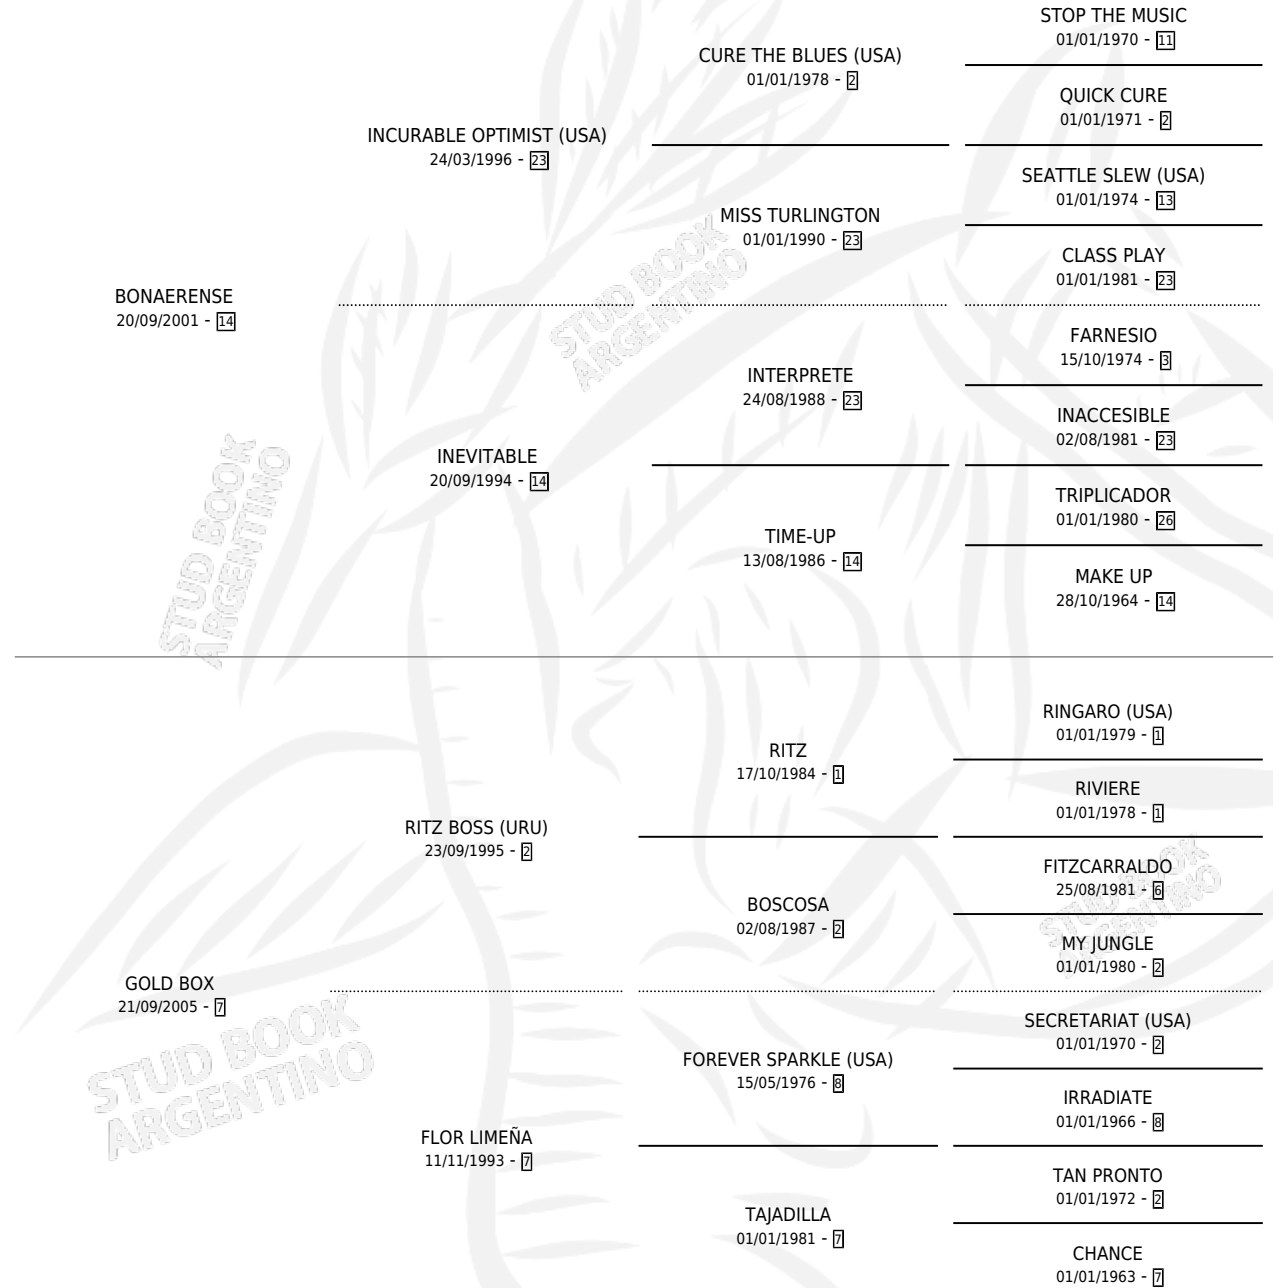 STOP THE MUSIC
01/01/1970 - 11
CURE THE BLUES (USA)
01/01/1978 - 2
QUICK CURE
01/01/1971 - 2
INCURABLE OPTIMIST (USA)
24/03/1996 - 23
SEATTLE SLEW (USA)
01/01/1974 - 13
MISS TURLINGTON
01/01/1990 - 23
CLASS PLAY
01/01/1981 - 23
BONAERENSE
20/09/2001 - 14
STUD BOOK
ARGENTINO
FARNESIO
15/10/1974 - 3
INTERPRETE
24/08/1988 - 23
INACCESIBLE
02/08/1981 - 23
INEVITABLE
20/09/1994 - 14
STUD BOOK
ARGENTINO
TRIPLICADOR
01/01/1980 - 26
TIME-UP
13/08/1986 - 14
MAKE UP
28/10/1964 - 14
RINGARO (USA)
01/01/1979 - 1
RITZ
17/10/1984 - 1
RIVIERE
01/01/1978 - 1
RITZ BOSS (URU)
23/09/1995 - 2
FITZCARRALDO
25/08/1981 - 6
STUD BOOK
ARGENTINO
BOSCOSA
02/08/1987 - 2
MY JUNGLE
01/01/1980 - 2
GOLD BOX
21/09/2005 - 7
STUD BOOK
ARGENTINO
SECRETARIAT (USA)
01/01/1970 - 2
FOREVER SPARKLE (USA)
15/05/1976 - 8
IRRADIATE
01/01/1966 - 8
FLOR LIMEÑA
11/11/1993 - 7
TAN PRONTO
01/01/1972 - 2
TAJADILLA
01/01/1981 - 7
CHANCE
01/01/1963 - 7